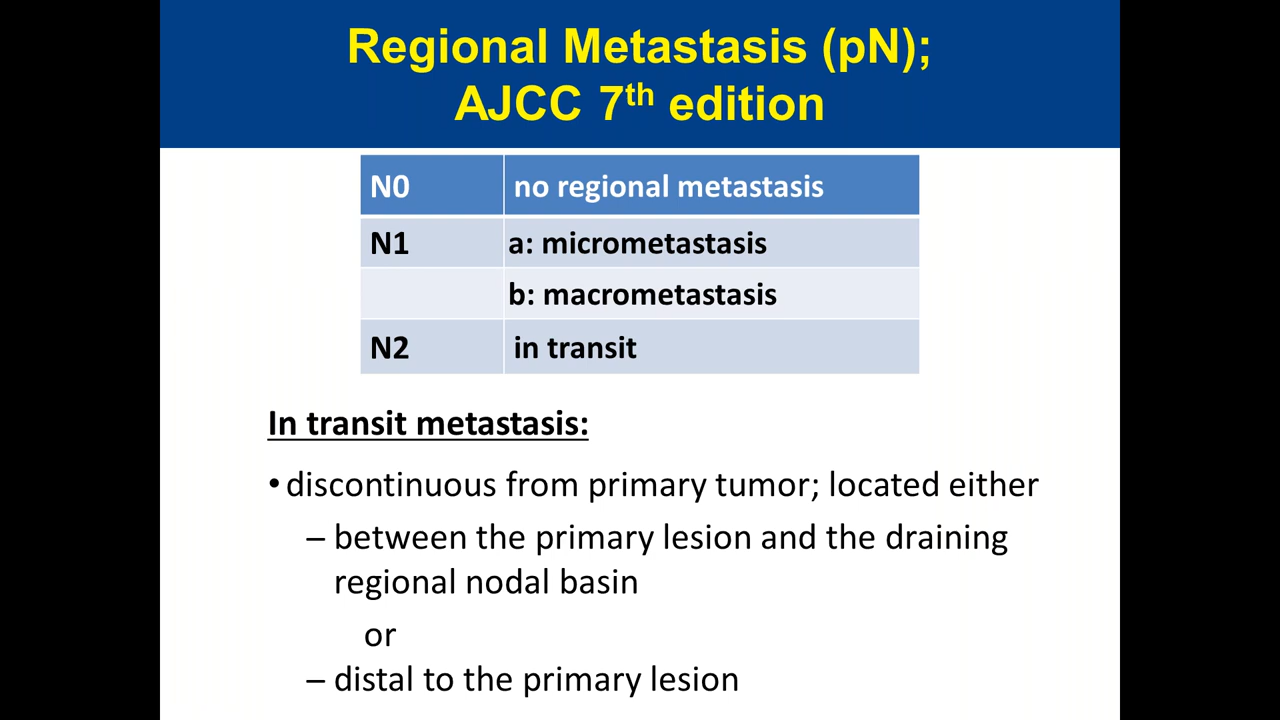 Regional Metastasis (pN);
AJCC 7th edition
N0 no regional metastasis
N1 a: micrometastasis
b: macrometastasis
N2 in transit
In transit metastasis:
• discontinuous from primary tumor; located either
– between the primary lesion and the draining
regional nodal basin
or
– distal to the primary lesion